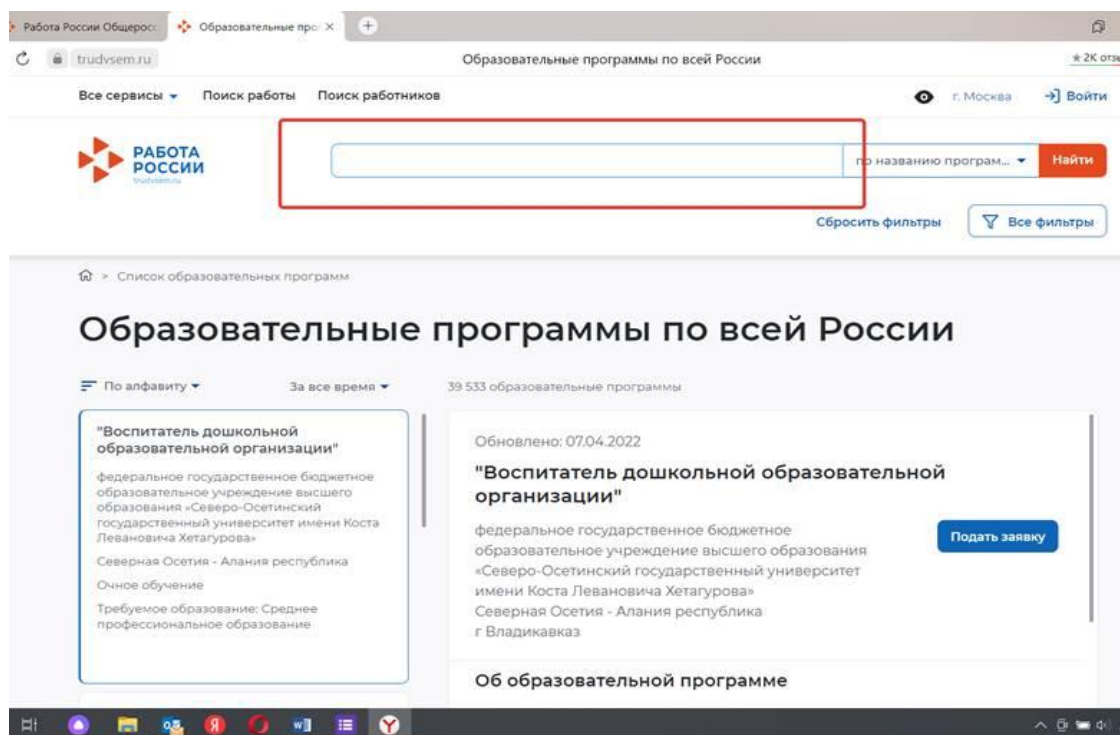 Работа России Общеросс
Образовательные про
trudvsem.ru
Образовательные программы по всей России
★ 2К отзы
Все сервисы
Поиск работы
Поиск работников
г. Москва
Войти
РАБОТА
РОССИИ
trudvsem.ru
по названию програм...
Найти
Сбросить фильтры
Все фильтры
> Список образовательных программ
Образовательные программы по всей России
По алфавиту
За все время
39 533 образовательные программы
"Воспитатель дошкольной
образовательной организации"
федеральное государственное бюджетное
образовательное учреждение высшего
образования «Северо-Осетинский
государственный университет имени Коста
Левановича Хетагурова»
Северная Осетия - Алания республика
Очное обучение
Требуемое образование: Среднее
профессиональное образование
Обновлено: 07.04.2022
"Воспитатель дошкольной образовательной
организации"
федеральное государственное бюджетное
образовательное учреждение высшего образования
«Северо-Осетинский государственный университет
имени Коста Левановича Хетагурова»
Северная Осетия - Алания республика
г Владикавказ
Подать заявку
Об образовательной программе